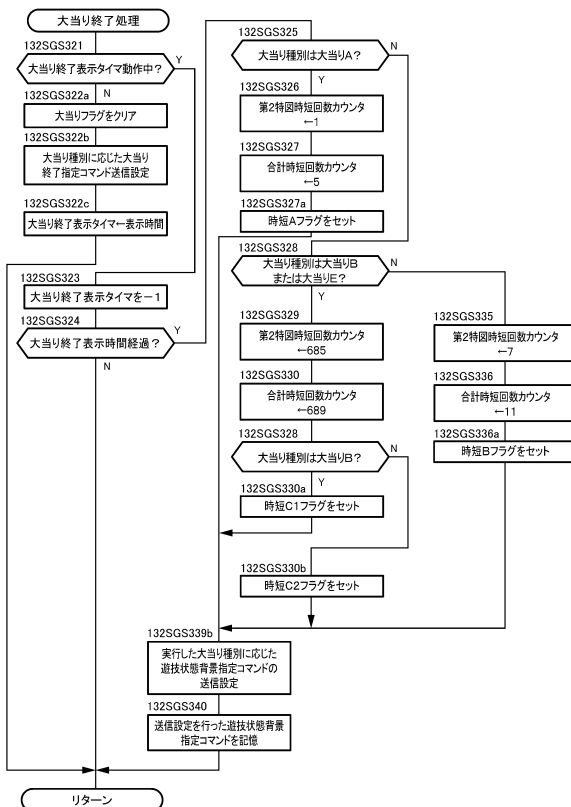 大当り終了処理
132SGS321
大当り終了表示タイマ動作中？
Y
N
132SGS322a
大当りフラグをクリア
132SGS322b
大当り種別に応じた大当り
終了指定コマンド送信設定
132SGS322c
大当り終了表示タイマ←表示時間
132SGS323
大当り終了表示タイマを－1
132SGS324
大当り終了表示時間経過？
Y
N
132SGS325
大当り種別は大当りA？
N
Y
132SGS326
第2特図時短回数カウンタ
←1
132SGS327
合計時短回数カウンタ
←5
132SGS327a
時短Aフラグをセット
132SGS328
大当り種別は大当りB
または大当りE？
N
Y
132SGS329
第2特図時短回数カウンタ
←685
132SGS330
合計時短回数カウンタ
←689
132SGS328
大当り種別は大当りB？
N
Y
132SGS330a
時短C1フラグをセット
132SGS330b
時短C2フラグをセット
132SGS335
第2特図時短回数カウンタ
←7
132SGS336
合計時短回数カウンタ
←11
132SGS336a
時短Bフラグをセット
132SGS339b
実行した大当り種別に応じた
遊技状態背景指定コマンドの
送信設定
132SGS340
送信設定を行った遊技状態背景
指定コマンドを記憶
リターン